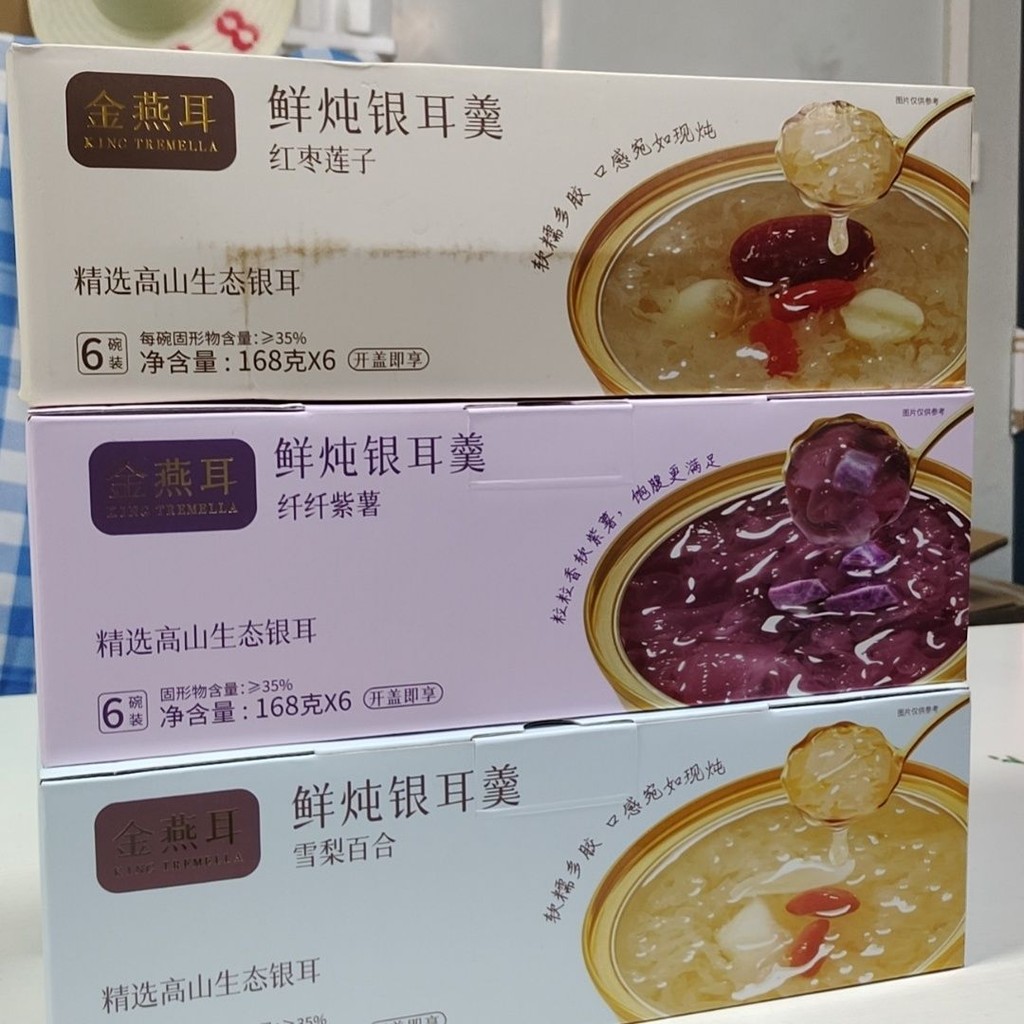 8
金燕耳
KING TREMELLA
鲜炖银耳羹
红枣莲子
图片仅供参考
软糯多胶 口感宛如现炖
精选高山生态银耳
6碗装
每碗固形物含量:≥35%
净含量:168克X6
开盖即享
金燕耳
KING TREMELLA
鲜炖银耳羹
纤纤紫薯
图片仅供参考
粒粒香软紫薯,饱腹更满足
精选高山生态银耳
6碗装
固形物含量:≥35%
净含量:168克X6
开盖即享
金燕耳
KING TREMELLA
鲜炖银耳羹
雪梨百合
图片仅供参考
软糯多胶 口感宛如现炖
精选高山生态银耳
≥35%
开盖即享